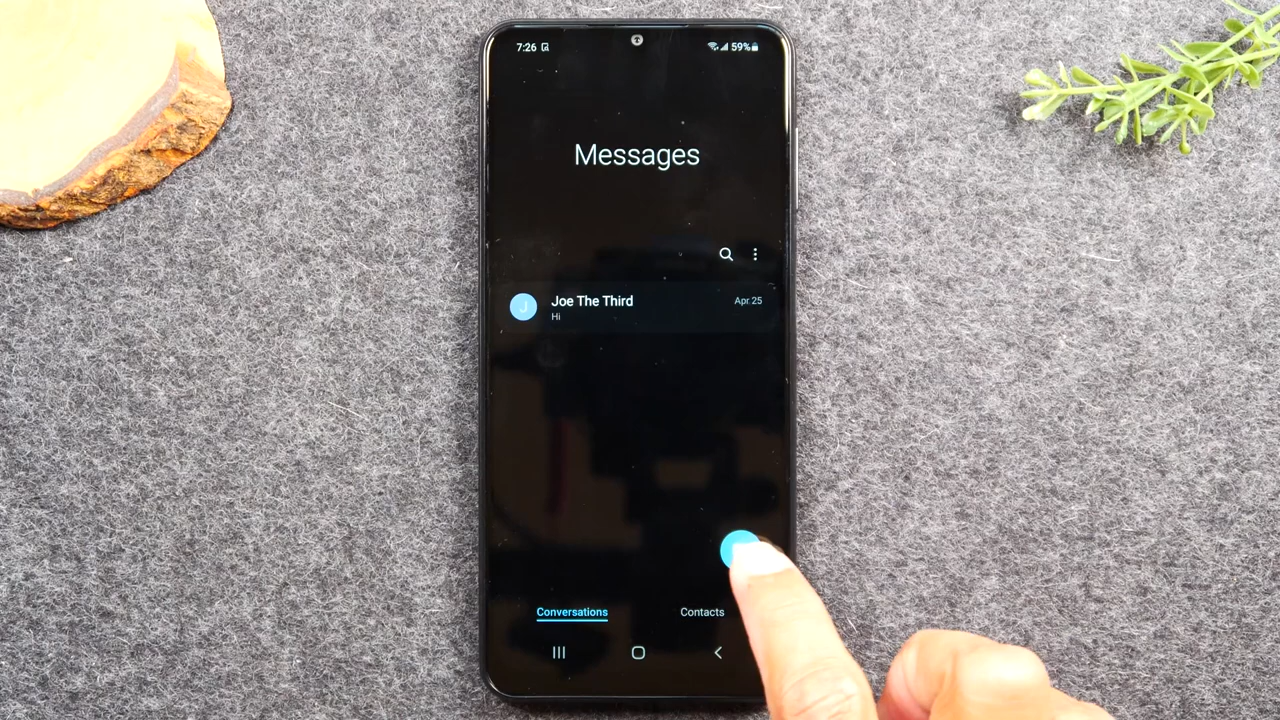 7:26 59%
Messages
J Joe The Third Apr 25
Hi
Conversations Contacts